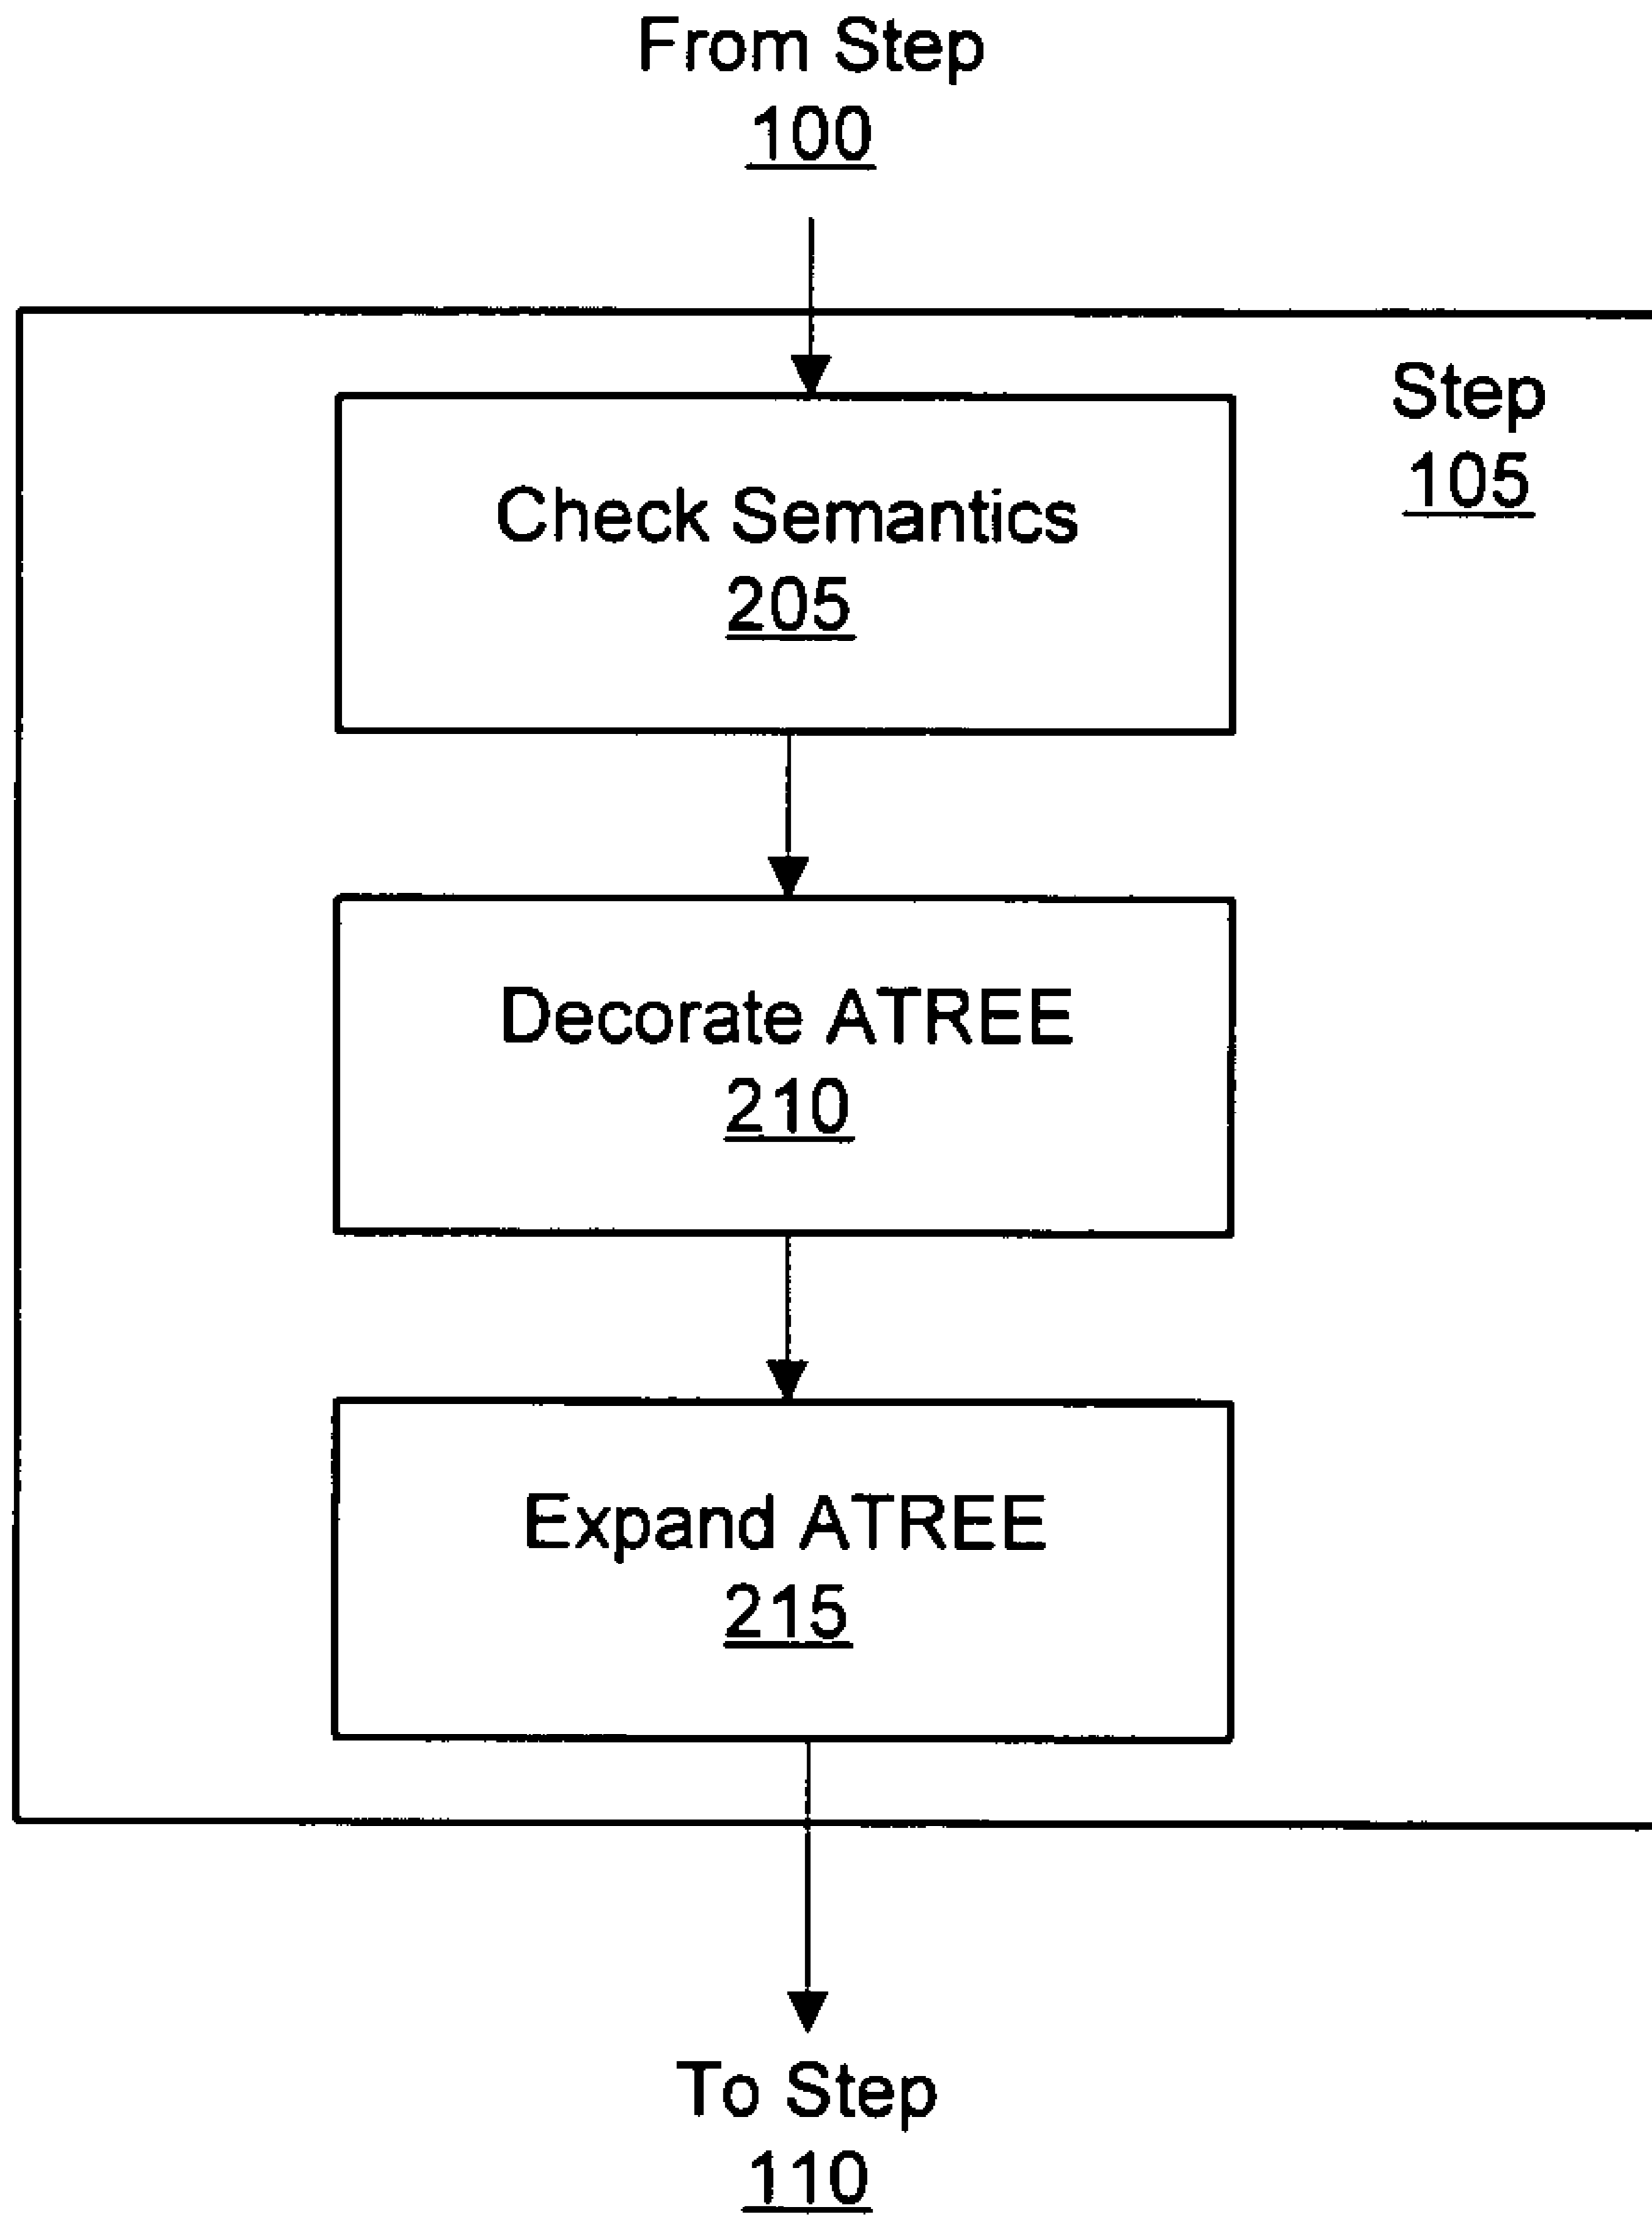 From Step
100
Step
105
Check Semantics
205
Decorate ATREE
210
Expand ATREE
215
To Step
110